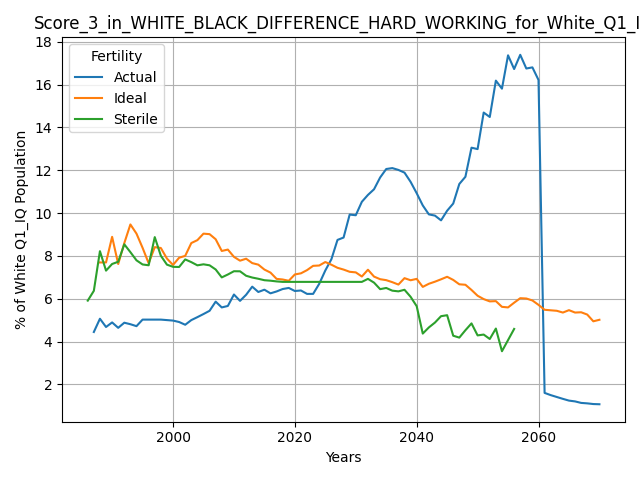 Score_3_in_WHITE_BLACK_DIFFERENCE_HARD_WORKING_for_White_Q1_I
Fertility
Actual
Ideal
Sterile
% of White Q1_IQ Population
18
16
14
12
10
8
6
4
2
2000
2020
2040
2060
Years